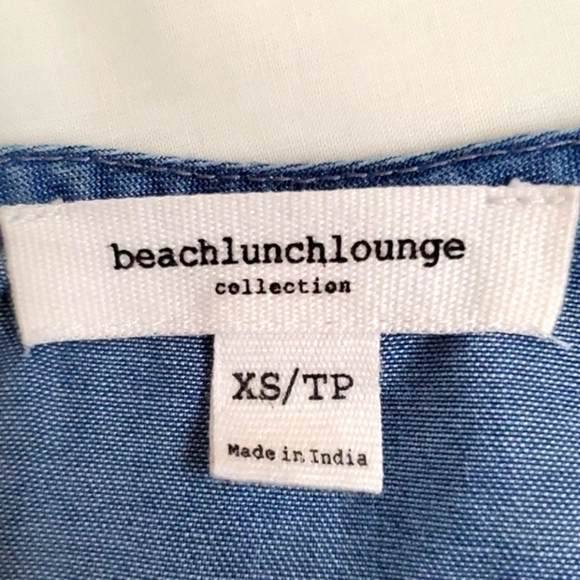 beachlunchlounge
collection
XS/TP
Made in India